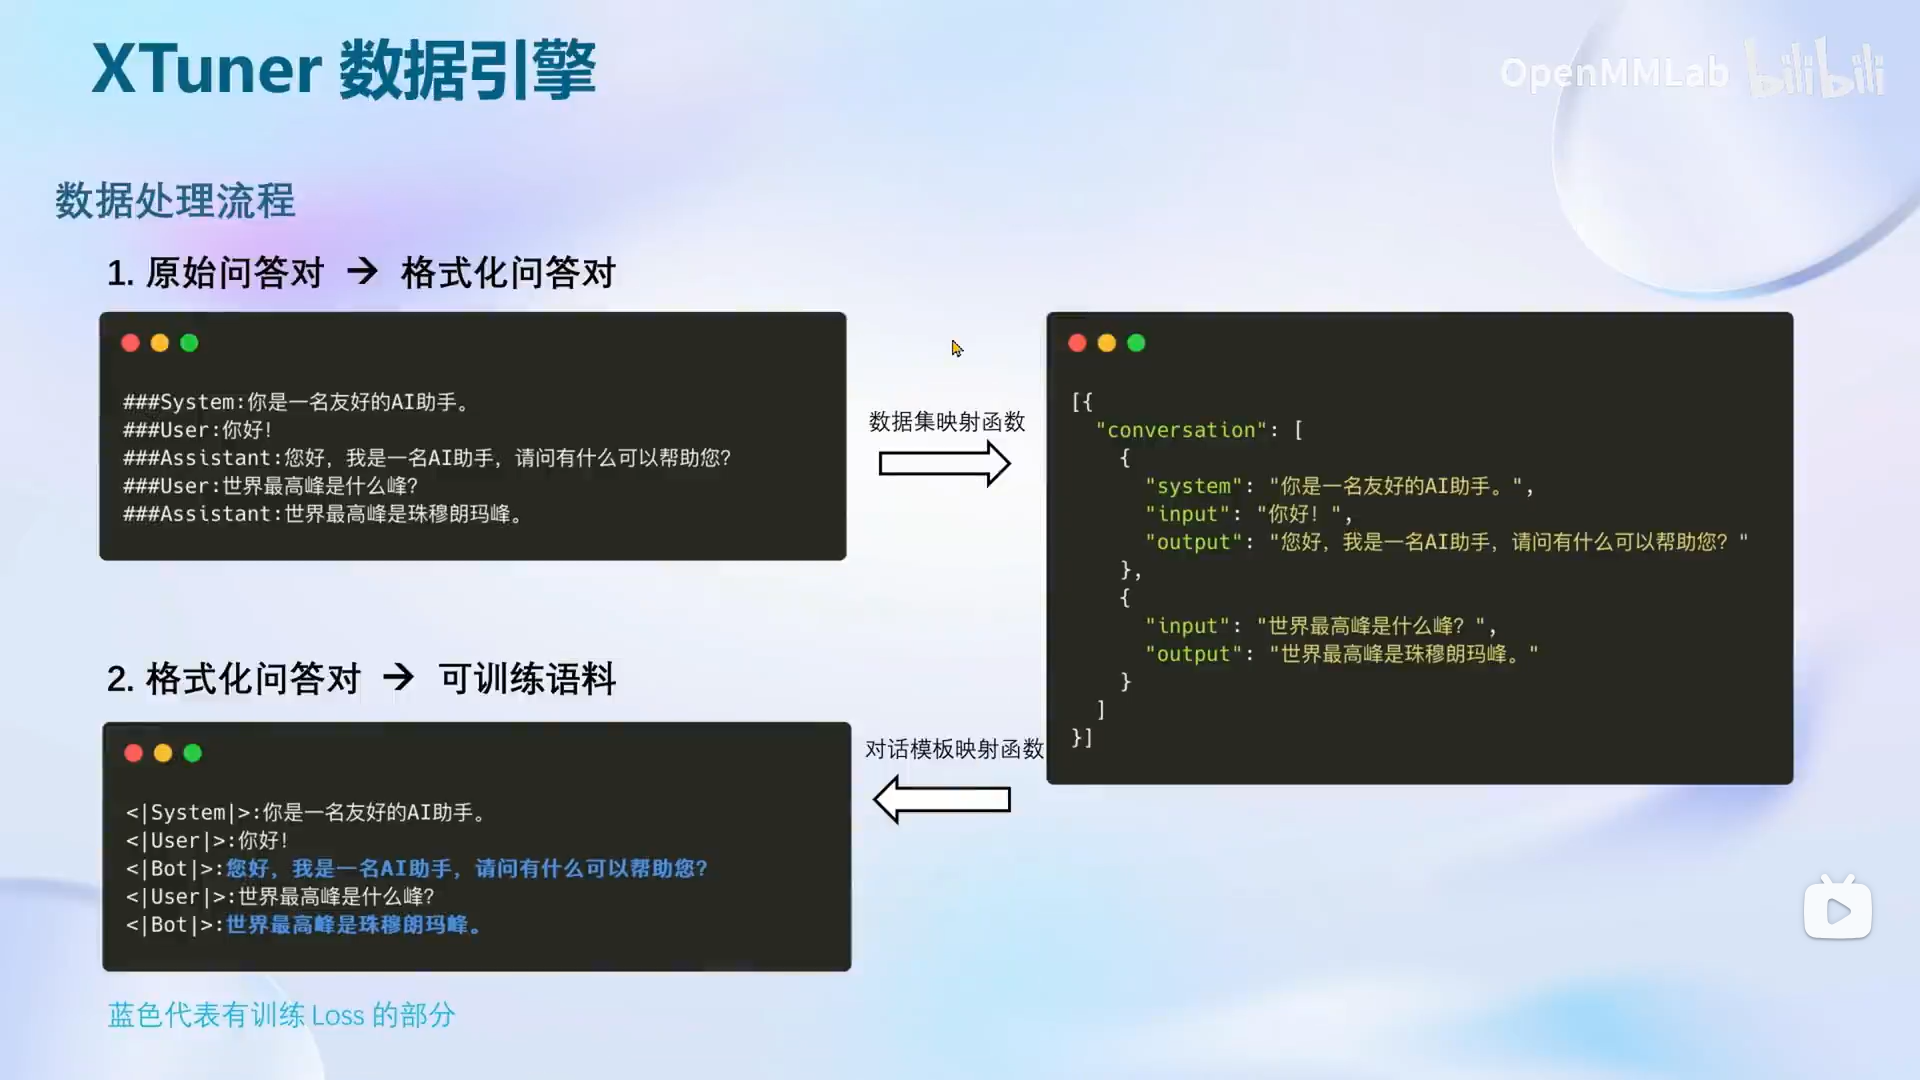 XTuner 数据引擎
OpenMMLab bilibili
数据处理流程
1. 原始问答对 → 格式化问答对
###System:你是一名友好的AI助手。
###User:你好!
###Assistant:您好，我是一名AI助手，请问有什么可以帮助您?
###User:世界最高峰是什么峰?
###Assistant:世界最高峰是珠穆朗玛峰。
数据集映射函数
[{
"conversation": [
{
"system": "你是一名友好的AI助手。",
"input": "你好! ",
"output": "您好，我是一名AI助手，请问有什么可以帮助您? "
},
{
"input": "世界最高峰是什么峰? ",
"output": "世界最高峰是珠穆朗玛峰。"
}
]
}]
2. 格式化问答对 → 可训练语料
对话模板映射函数
<|System|>:你是一名友好的AI助手。
<|User|>:你好!
<|Bot|>:您好，我是一名AI助手，请问有什么可以帮助您?
<|User|>:世界最高峰是什么峰?
<|Bot|>:世界最高峰是珠穆朗玛峰。
蓝色代表有训练 Loss 的部分